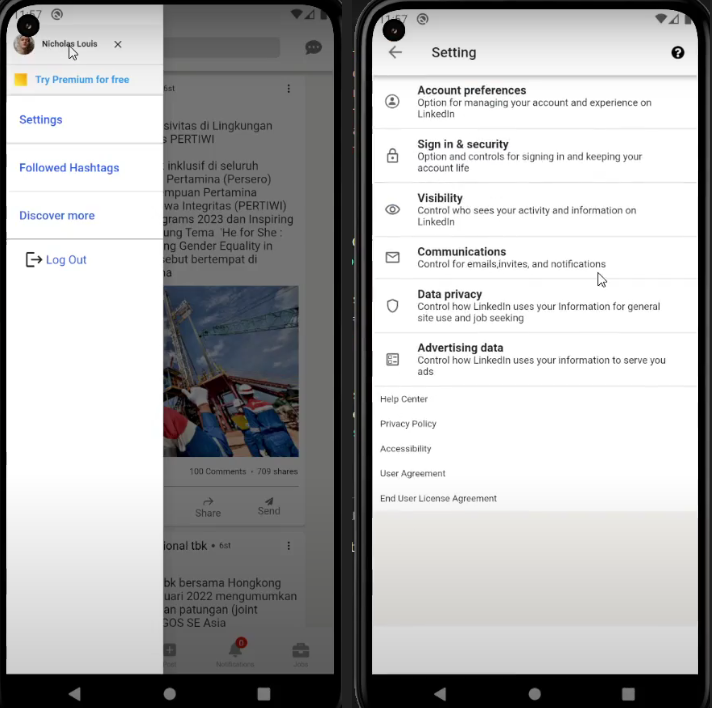 11:57
Nicholas Louis
Try Premium for free
Settings
Followed Hashtags
Discover more
Log Out
6st
sivitas di Lingkungan
PERTIWI
inklusif di seluruh
Pertamina (Persero)
mpuan Pertamina
wa Integritas (PERTIWI)
grams 2023 dan Inspiring
ung Tema 'He for She :
ng Gender Equality in
sebut bertempat di
na
100 Comments • 709 shares
Share
Send
ional tbk • 6st
bk bersama Hongkong
uari 2022 mengumumkan
an patungan (joint
GOS SE Asia
0
Post
Notifications
Jobs
11:57
Setting
Account preferences
Option for managing your account and experience on
LinkedIn
Sign in & security
Option and controls for signing in and keeping your
account life
Visibility
Control who sees your activity and information on
LinkedIn
Communications
Control for emails,invites, and notifications
Data privacy
Control how LinkedIn uses your Information for general
site use and job seeking
Advertising data
Control how LinkedIn uses your information to serve you
ads
Help Center
Privacy Policy
Accessibility
User Agreement
End User License Agreement